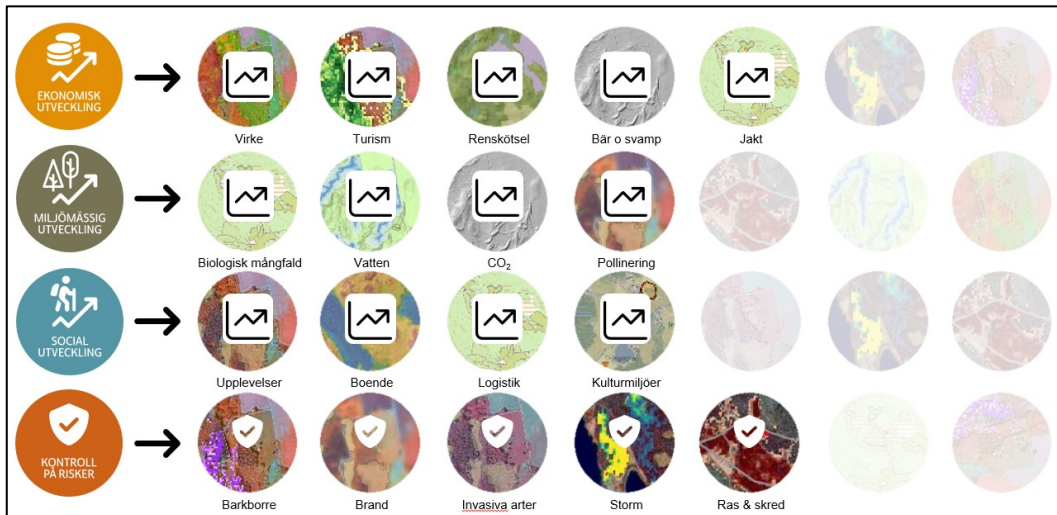 EKONOMISK
UTVECKLING
Virke
Turism
Renskötsel
Bär o svamp
Jakt
MILJÖMÄSSIG
UTVECKLING
Biologisk mångfald
Vatten
CO₂
Pollinering
SOCIAL
UTVECKLING
Upplevelser
Boende
Logistik
Kulturmiljöer
KONTROLL
PÅ RISKER
Barkborre
Brand
Invasiva arter
Storm
Ras & skred